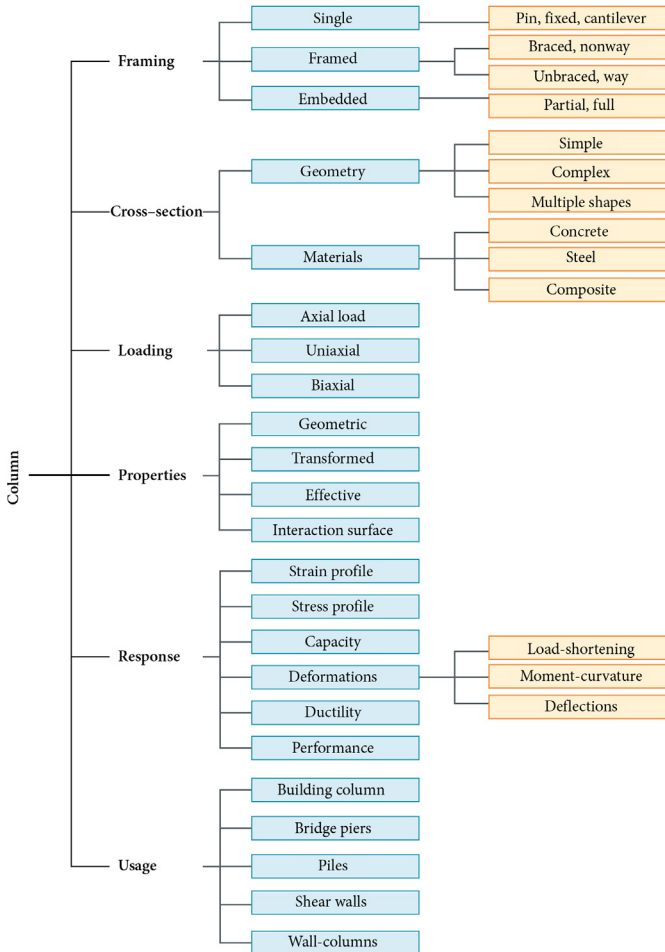 Column
Framing
Single
Pin, fixed, cantilever
Framed
Braced, nonway
Unbraced, way
Embedded
Partial, full
Cross–section
Geometry
Simple
Complex
Multiple shapes
Materials
Concrete
Steel
Composite
Loading
Axial load
Uniaxial
Biaxial
Properties
Geometric
Transformed
Effective
Interaction surface
Response
Strain profile
Stress profile
Capacity
Deformations
Load-shortening
Moment-curvature
Deflections
Ductility
Performance
Usage
Building column
Bridge piers
Piles
Shear walls
Wall-columns